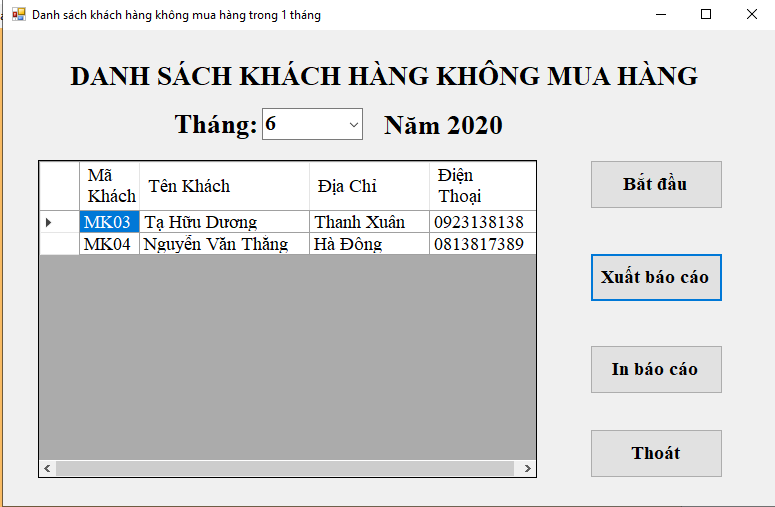 Danh sách khách hàng không mua hàng trong 1 tháng
DANH SÁCH KHÁCH HÀNG KHÔNG MUA HÀNG
Tháng: 6 Năm 2020
Mã Khách Tên Khách Địa Chỉ Điện Thoại
MK03 Tạ Hữu Dương Thanh Xuân 0923138138
MK04 Nguyễn Văn Thắng Hà Đông 0813817389
Bắt đầu
Xuất báo cáo
In báo cáo
Thoát